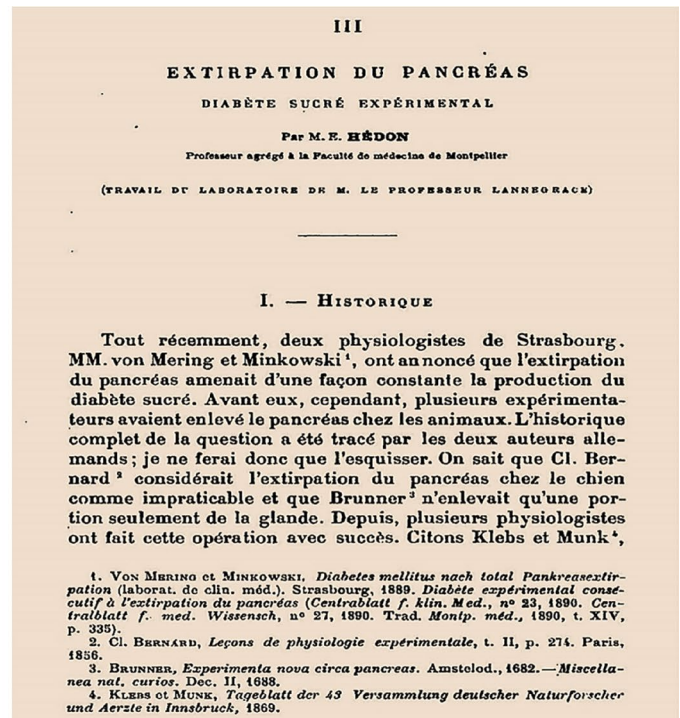 III
EXTIRPATION DU PANCRÉAS
DIABÈTE SUCRÉ EXPÉRIMENTAL
Par M. E. HÉDON
Professeur agrégé à la Faculté de médecine de Montpellier
(TRAVAIL DU LABORATOIRE DE M. LE PROFESSEUR LANNEGRACE)
I. — HISTORIQUE
Tout récemment, deux physiologistes de Strasbourg.
MM. von Mering et Minkowski ¹, ont annoncé que l'extirpation
du pancréas amenait d'une façon constante la production du
diabète sucré. Avant eux, cependant, plusieurs expérimenta-
teurs avaient enlevé le pancréas chez les animaux. L'historique
complet de la question a été tracé par les deux auteurs alle-
mands ; je ne ferai donc que l'esquisser. On sait que Cl. Ber-
nard ² considérait l'extirpation du pancréas chez le chien
comme impraticable et que Brunner ³ n'enlevait qu'une por-
tion seulement de la glande. Depuis, plusieurs physiologistes
ont fait cette opération avec succès. Citons Klebs et Munk ⁴,
1. VON MERING et MINKOWSKI, Diabetes mellitus nach total Pankreasextir-
pation (laborat. de clin. méd.). Strasbourg, 1889. Diabète expérimental consé-
cutif à l'extirpation du pancréas (Centrablatt f. klin. Med., nº 23, 1890. Cen-
tralblatt f. med. Wissensch, nº 27, 1890. Trad. Montp. méd., 1890, t. XIV,
p. 335).
2. Cl. BERNARD, Leçons de physiologie expérimentale, t. II, p. 274. Paris,
1856.
3. BRUNNER, Experimenta nova circa pancreas. Amstelod., 1682. — Miscella-
nea nat. curios. Dec. II, 1688.
4. KLEBS et MUNK, Tageblatt der 43 Versammlung deutscher Naturforscher
und Aerzte in Innsbruck, 1869.